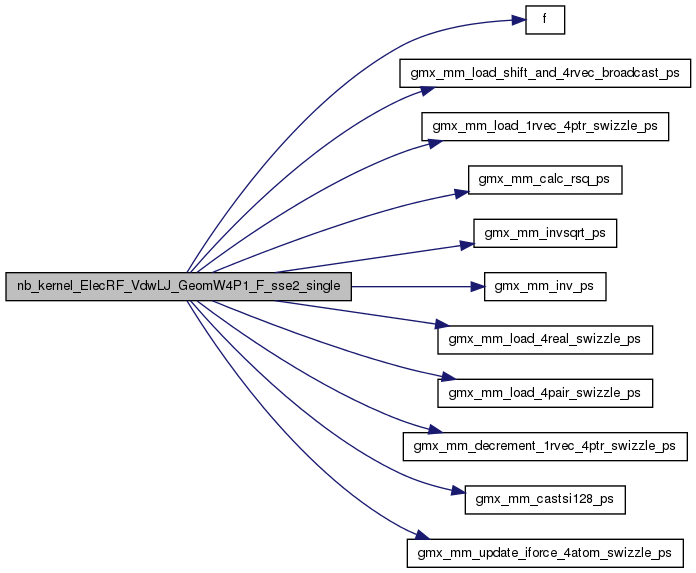 f
gmx_mm_load_shift_and_4rvec_broadcast_ps
gmx_mm_load_1rvec_4ptr_swizzle_ps
gmx_mm_calc_rsq_ps
gmx_mm_invsqrt_ps
nb_kernel_ElecRF_VdwLJ_GeomW4P1_F_sse2_single
gmx_mm_inv_ps
gmx_mm_load_4real_swizzle_ps
gmx_mm_load_4pair_swizzle_ps
gmx_mm_decrement_1rvec_4ptr_swizzle_ps
gmx_mm_castsi128_ps
gmx_mm_update_iforce_4atom_swizzle_ps